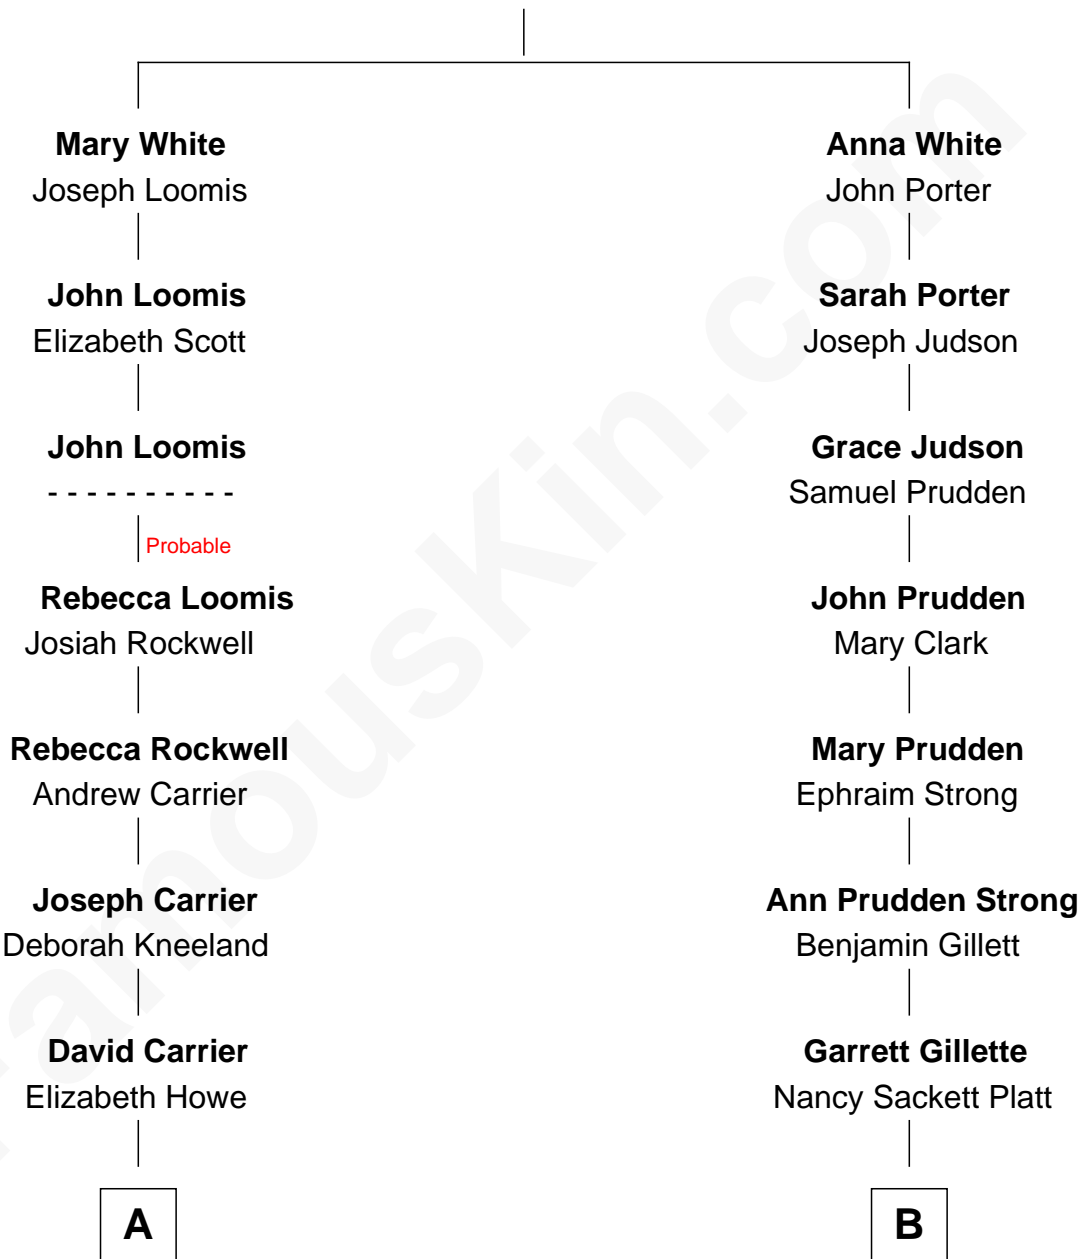 Mary White
Joseph Loomis
John Loomis
Elizabeth Scott
John Loomis
- - - - - - - - - -
Probable
Rebecca Loomis
Josiah Rockwell
Rebecca Rockwell
Andrew Carrier
Joseph Carrier
Deborah Kneeland
David Carrier
Elizabeth Howe
A
Anna White
John Porter
Sarah Porter
Joseph Judson
Grace Judson
Samuel Prudden
John Prudden
Mary Clark
Mary Prudden
Ephraim Strong
Ann Prudden Strong
Benjamin Gillett
Garrett Gillette
Nancy Sackett Platt
B
FamousKin.com